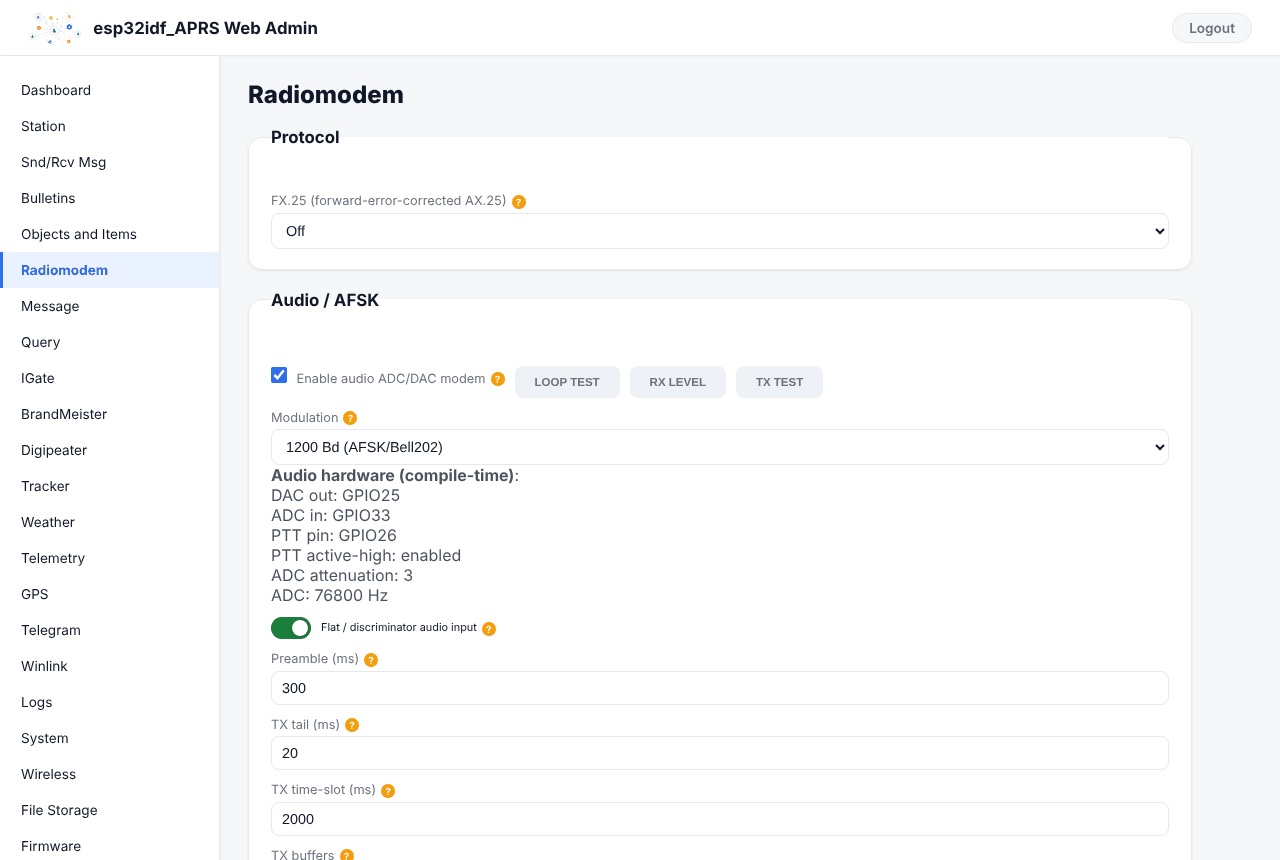 esp32idf_APRS Web Admin
Logout
Dashboard
Station
Snd/Rcv Msg
Bulletins
Objects and Items
Radiomodem
Message
Query
IGate
BrandMeister
Digipeater
Tracker
Weather
Telemetry
GPS
Telegram
Winlink
Logs
System
Wireless
File Storage
Firmware
Radiomodem
Protocol
FX.25 (forward-error-corrected AX.25) ?
Off
Audio / AFSK
Enable audio ADC/DAC modem ? LOOP TEST RX LEVEL TX TEST
Modulation ?
1200 Bd (AFSK/Bell202)
Audio hardware (compile-time):
DAC out: GPIO25
ADC in: GPIO33
PTT pin: GPIO26
PTT active-high: enabled
ADC attenuation: 3
ADC: 76800 Hz
Flat / discriminator audio input ?
Preamble (ms) ?
300
TX tail (ms) ?
20
TX time-slot (ms) ?
2000
TX buffers ?